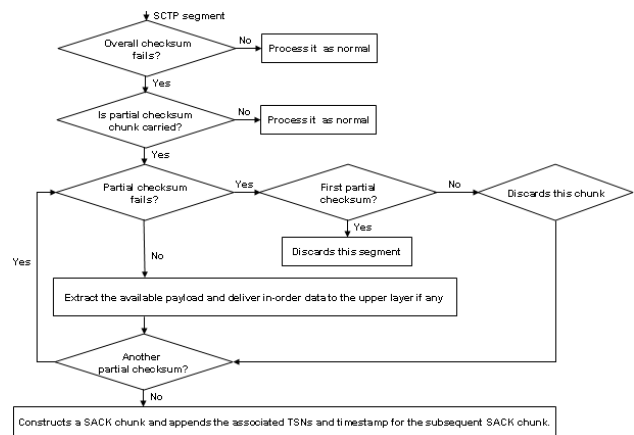 SCTP segment
Overall checksum
fails?
No
Process it as normal
Yes
Is partial checksum
chunk carried?
No
Process it as normal
Yes
Partial checksum
fails?
Yes
First partial
checksum?
No
Discards this chunk
Yes
Discards this segment
Yes
No
Extract the available payload and deliver in-order data to the upper layer if any
Another
partial checksum?
No
Constructs a SACK chunk and appends the associated TSNs and timestamp for the subsequent SACK chunk.